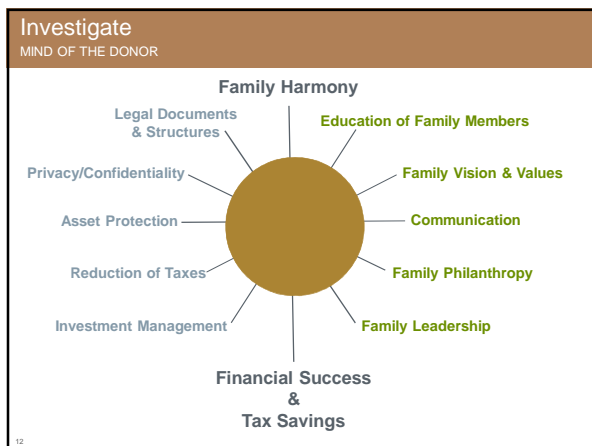 Investigate
MIND OF THE DONOR
Family Harmony
Legal Documents
& Structures
Education of Family Members
Privacy/Confidentiality
Family Vision & Values
Asset Protection
Communication
Reduction of Taxes
Family Philanthropy
Investment Management
Family Leadership
Financial Success
&
Tax Savings
12